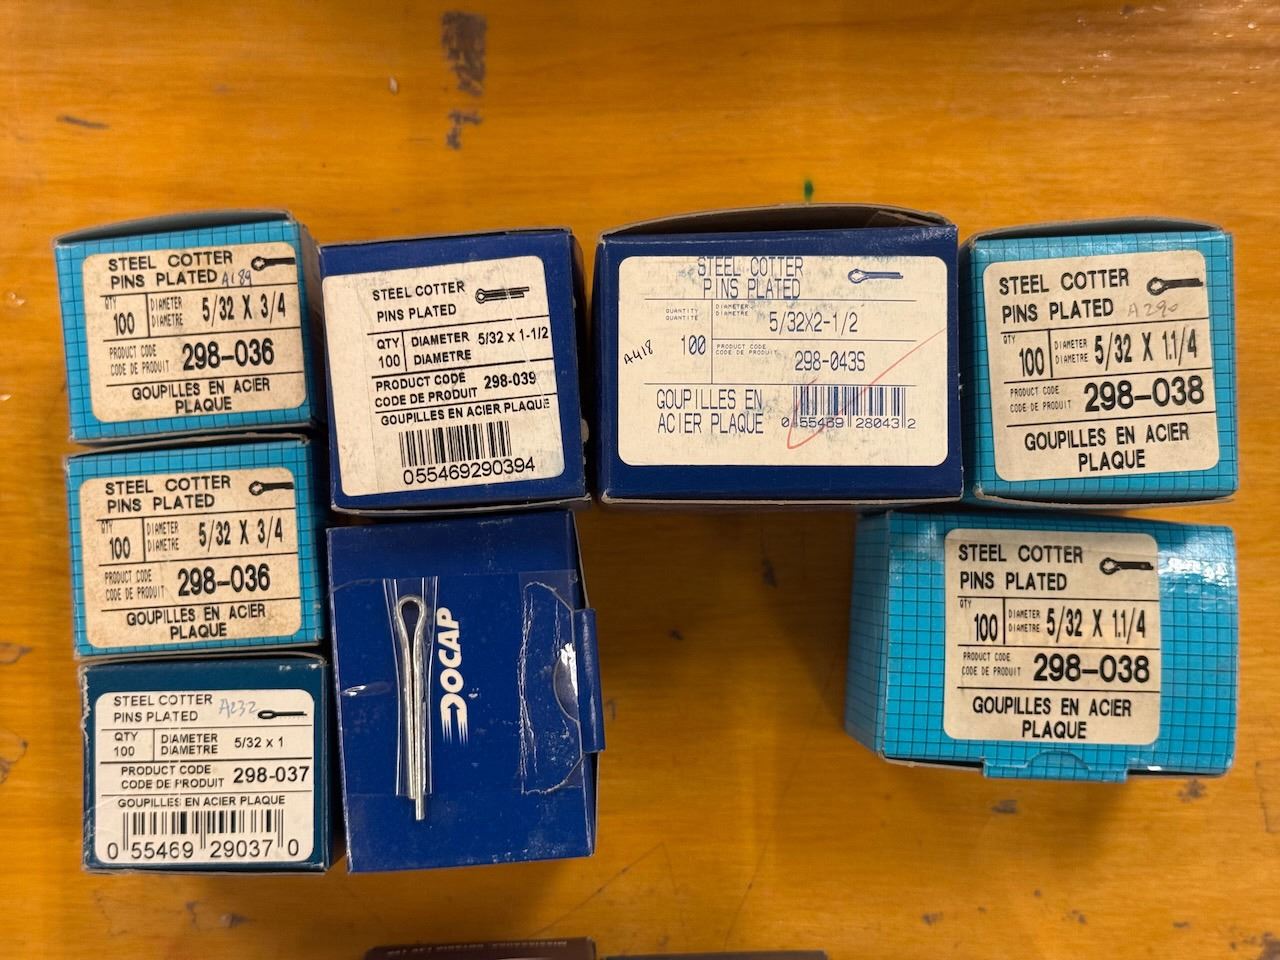 STEEL COTTER
PINS PLATED A189
QTY
100
DIAMETER
DIAMETRE
5/32 X 3/4
PRODUCT CODE
CODE DE PRODUIT
298-036
GOUPILLES EN ACIER
PLAQUE
STEEL COTTER
PINS PLATED
QTY
100
DIAMETER
DIAMETRE
5/32 X 3/4
PRODUCT CODE
CODE DE PRODUIT
298-036
GOUPILLES EN ACIER
PLAQUE
STEEL COTTER
PINS PLATED A232
QTY
100
DIAMETER
DIAMETRE
5/32 x 1
PRODUCT CODE
CODE DE PRODUIT
298-037
GOUPILLES EN ACIER PLAQUE
0 55469 29037 0
STEEL COTTER
PINS PLATED
QTY
100
DIAMETER
DIAMETRE
5/32 x 1-1/2
PRODUCT CODE
CODE DE PRODUIT
298-039
GOUPILLES EN ACIER PLAQUE
055469290394
DOCAP
STEEL COTTER
PINS PLATED
QUANTITY
QUANTITE
100
DIAMETER
DIAMETRE
5/32X2-1/2
PRODUCT CODE
CODE DE PRODUIT
298-043S
A418
GOUPILLES EN
ACIER PLAQUE
0 55469 28043 2
STEEL COTTER
PINS PLATED A290
QTY
100
DIAMETER
DIAMETRE
5/32 X 1.1/4
PRODUCT CODE
CODE DE PRODUIT
298-038
GOUPILLES EN ACIER
PLAQUE
STEEL COTTER
PINS PLATED
QTY
100
DIAMETER
DIAMETRE
5/32 X 1.1/4
PRODUCT CODE
CODE DE PRODUIT
298-038
GOUPILLES EN ACIER
PLAQUE